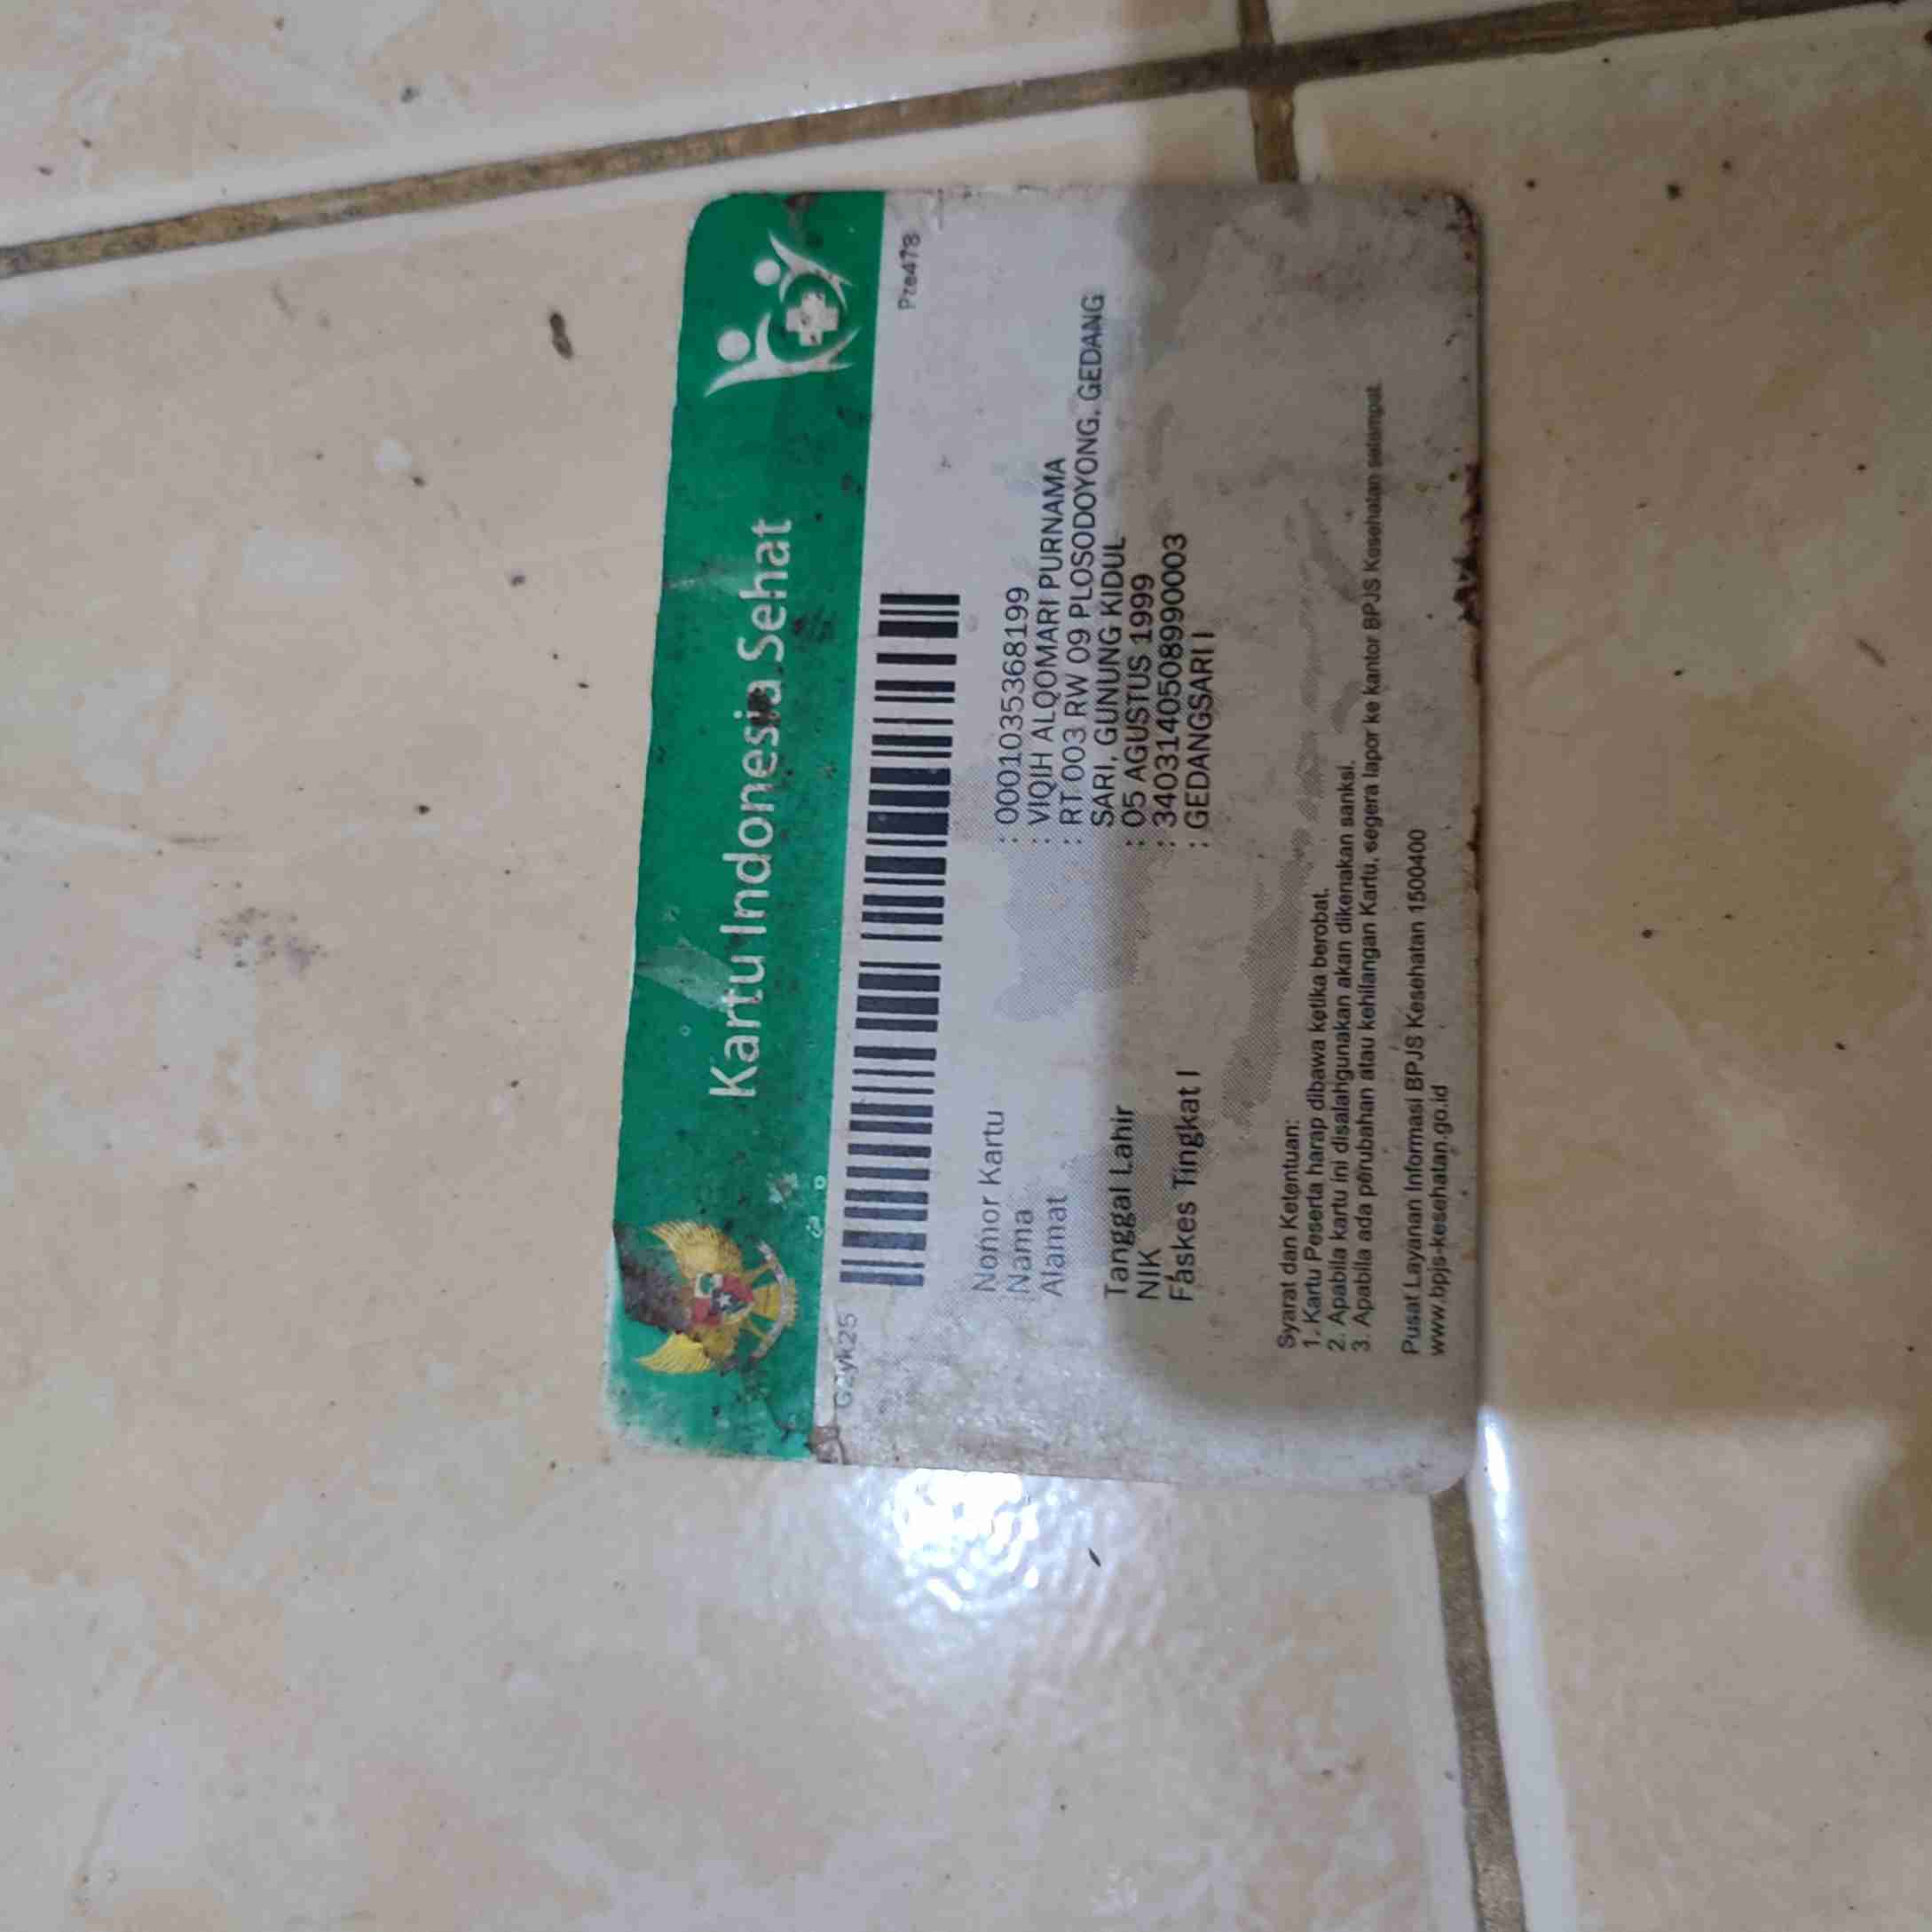 Kartu Indonesia Sehat
G2yk25
Pze478
Nomor Kartu : 0001035368199
Nama : VIQIH ALQOMARI PURNAMA
Alamat : RT 003 RW 09 PLOSODOYONG, GEDANG
SARI, GUNUNG KIDUL
Tanggal Lahir : 05 AGUSTUS 1999
NIK : 3403140508990003
Faskes Tingkat I : GEDANGSARI I
Syarat dan Ketentuan:
1. Kartu Peserta harap dibawa ketika berobat.
2. Apabila kartu ini disalahgunakan akan dikenakan sanksi.
3. Apabila ada perubahan atau kehilangan Kartu, segera lapor ke kantor BPJS Kesehatan setempat.
Pusat Layanan Informasi BPJS Kesehatan 1500400
www.bpjs-kesehatan.go.id